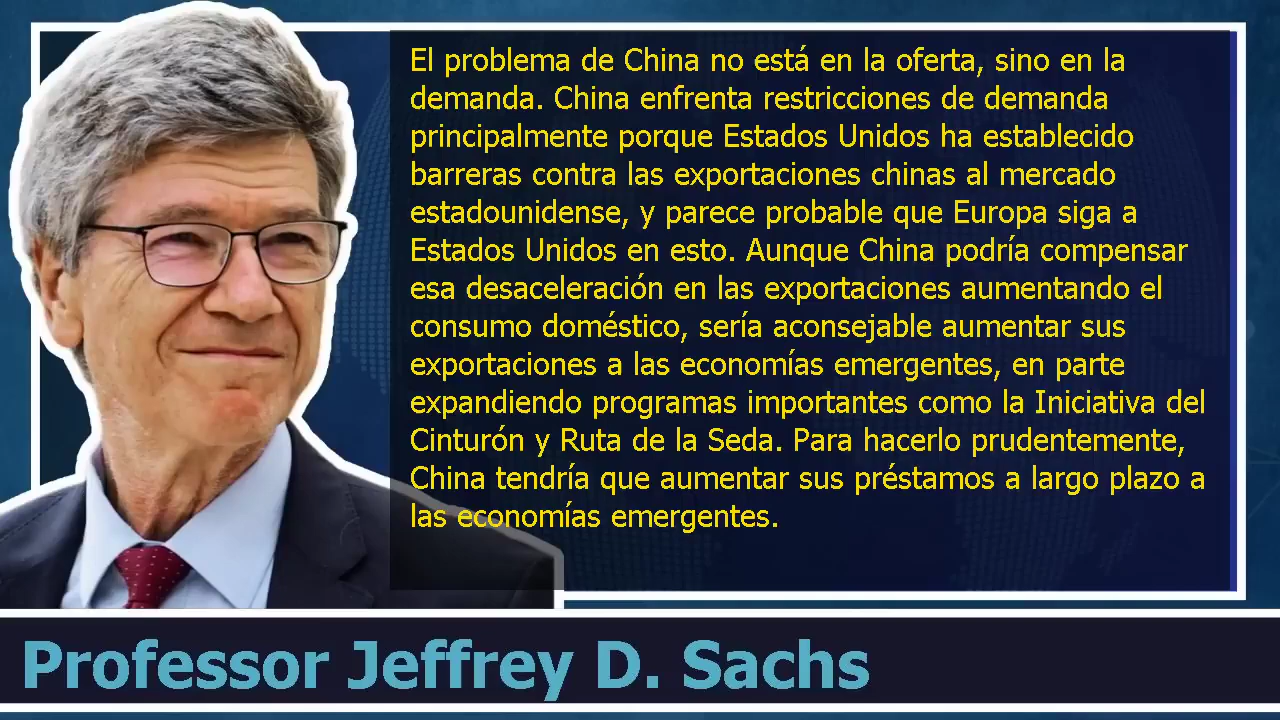 El problema de China no está en la oferta, sino en la
demanda. China enfrenta restricciones de demanda
principalmente porque Estados Unidos ha establecido
barreras contra las exportaciones chinas al mercado
estadounidense, y parece probable que Europa siga a
Estados Unidos en esto. Aunque China podría compensar
esa desaceleración en las exportaciones aumentando el
consumo doméstico, sería aconsejable aumentar sus
exportaciones a las economías emergentes, en parte
expandiendo programas importantes como la Iniciativa del
Cinturón y Ruta de la Seda. Para hacerlo prudentemente,
China tendría que aumentar sus préstamos a largo plazo a
las economías emergentes.
Professor Jeffrey D. Sachs